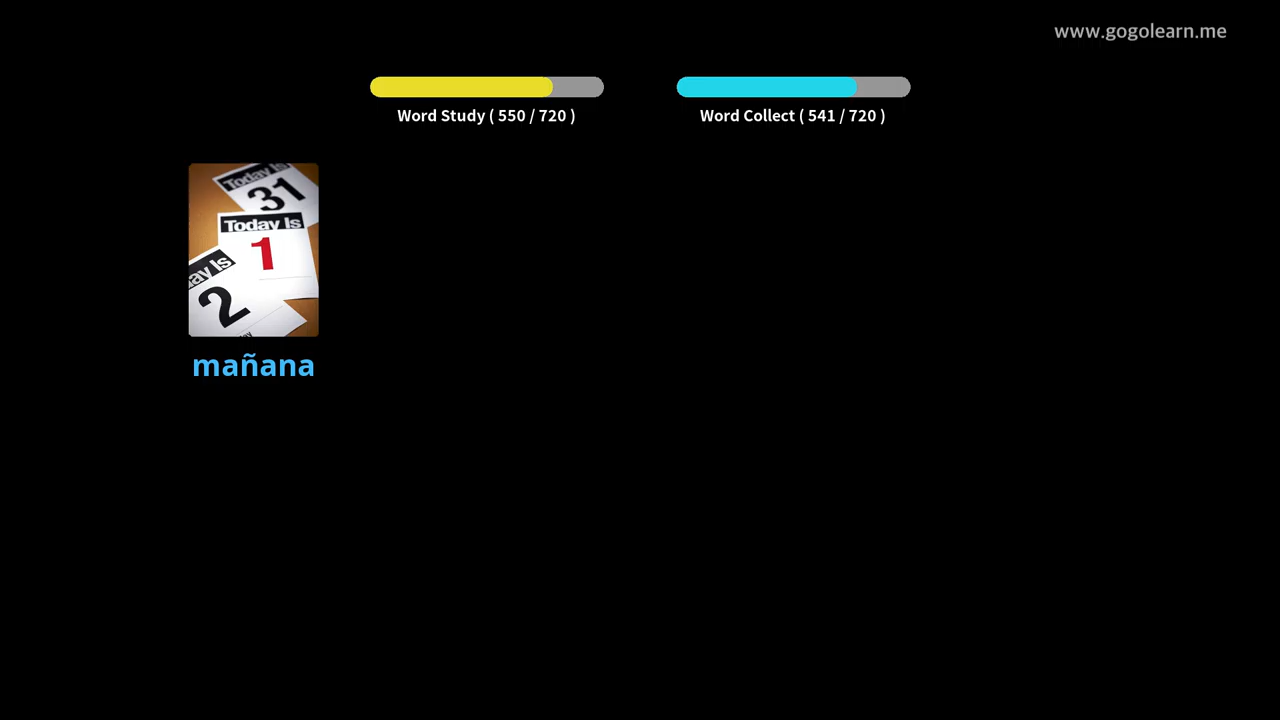 www.gogolearn.me
Word Study ( 550 / 720 )
Word Collect ( 541 / 720 )
Today Is
31
Today Is
1
ay Is
2
mañana